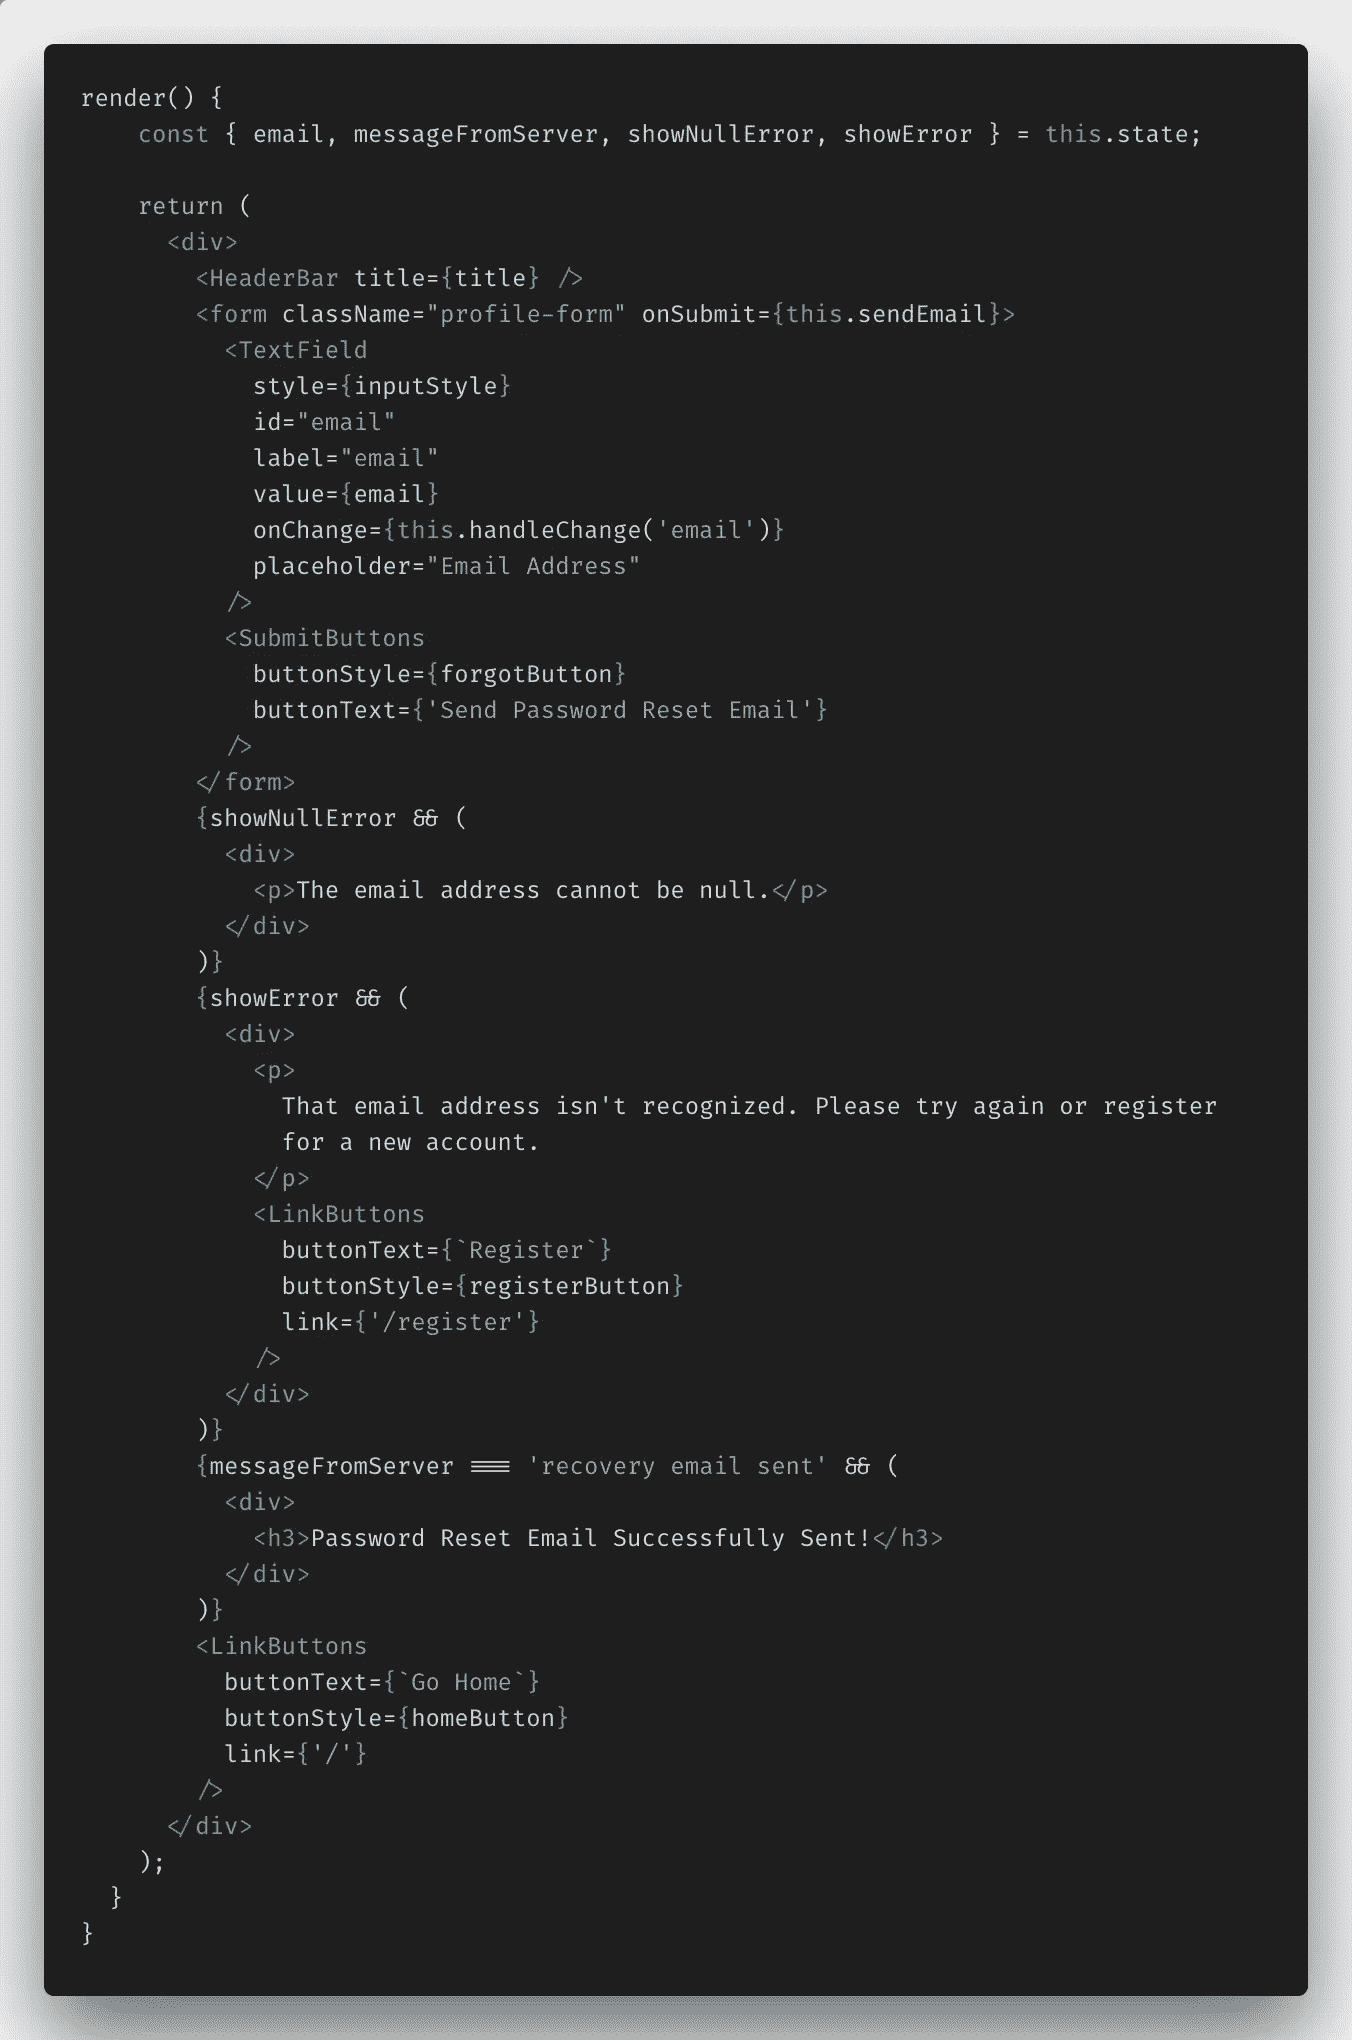 render() {
    const { email, messageFromServer, showNullError, showError } = this.state;

    return (
      <div>
        <HeaderBar title={title} />
        <form className="profile-form" onSubmit={this.sendEmail}>
          <TextField
            style={inputStyle}
            id="email"
            label="email"
            value={email}
            onChange={this.handleChange('email')}
            placeholder="Email Address"
          />
          <SubmitButtons
            buttonStyle={forgotButton}
            buttonText={'Send Password Reset Email'}
          />
        </form>
        {showNullError && (
          <div>
            <p>The email address cannot be null.</p>
          </div>
        )}
        {showError && (
          <div>
            <p>
              That email address isn't recognized. Please try again or register
              for a new account.
            </p>
            <LinkButtons
              buttonText={`Register`}
              buttonStyle={registerButton}
              link={'/register'}
            />
          </div>
        )}
        {messageFromServer === 'recovery email sent' && (
          <div>
            <h3>Password Reset Email Successfully Sent!</h3>
          </div>
        )}
        <LinkButtons
          buttonText={`Go Home`}
          buttonStyle={homeButton}
          link={'/'}
        />
      </div>
    );
  }
}